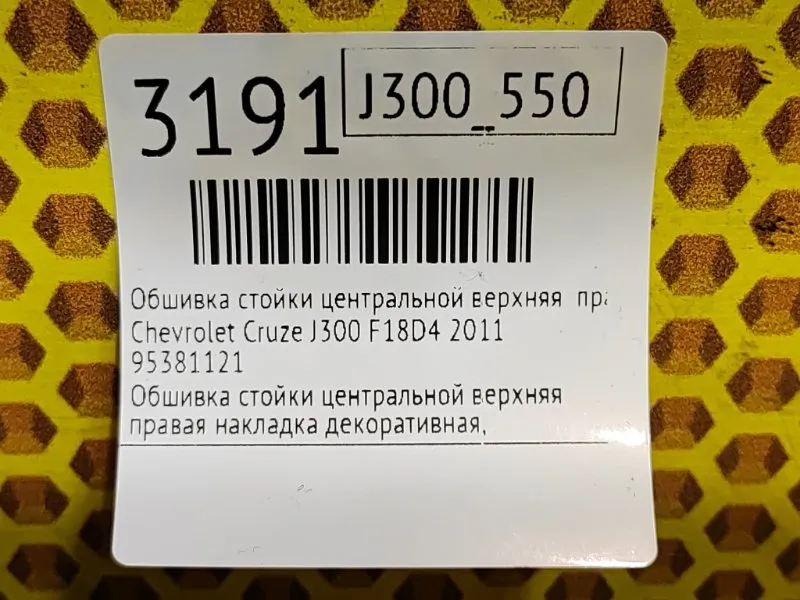 3191
J300_550
Обшивка стойки центральной верхняя
Chevrolet Cruze J300 F18D4 2011
95381121
Обшивка стойки центральной верхняя
правая накладка декоративная,